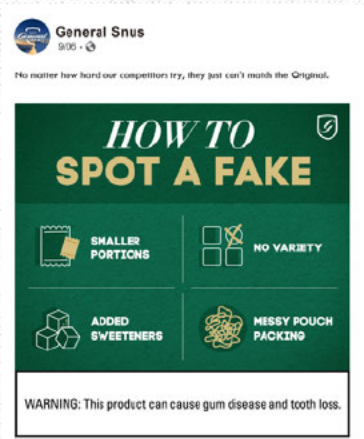 General Snus
9/06 ·
No matter how hard our competitors try, they just can't match the Original.
HOW TO
SPOT A FAKE
SMALLER
PORTIONS
NO VARIETY
ADDED
SWEETENERS
MESSY POUCH
PACKING
WARNING: This product can cause gum disease and tooth loss.